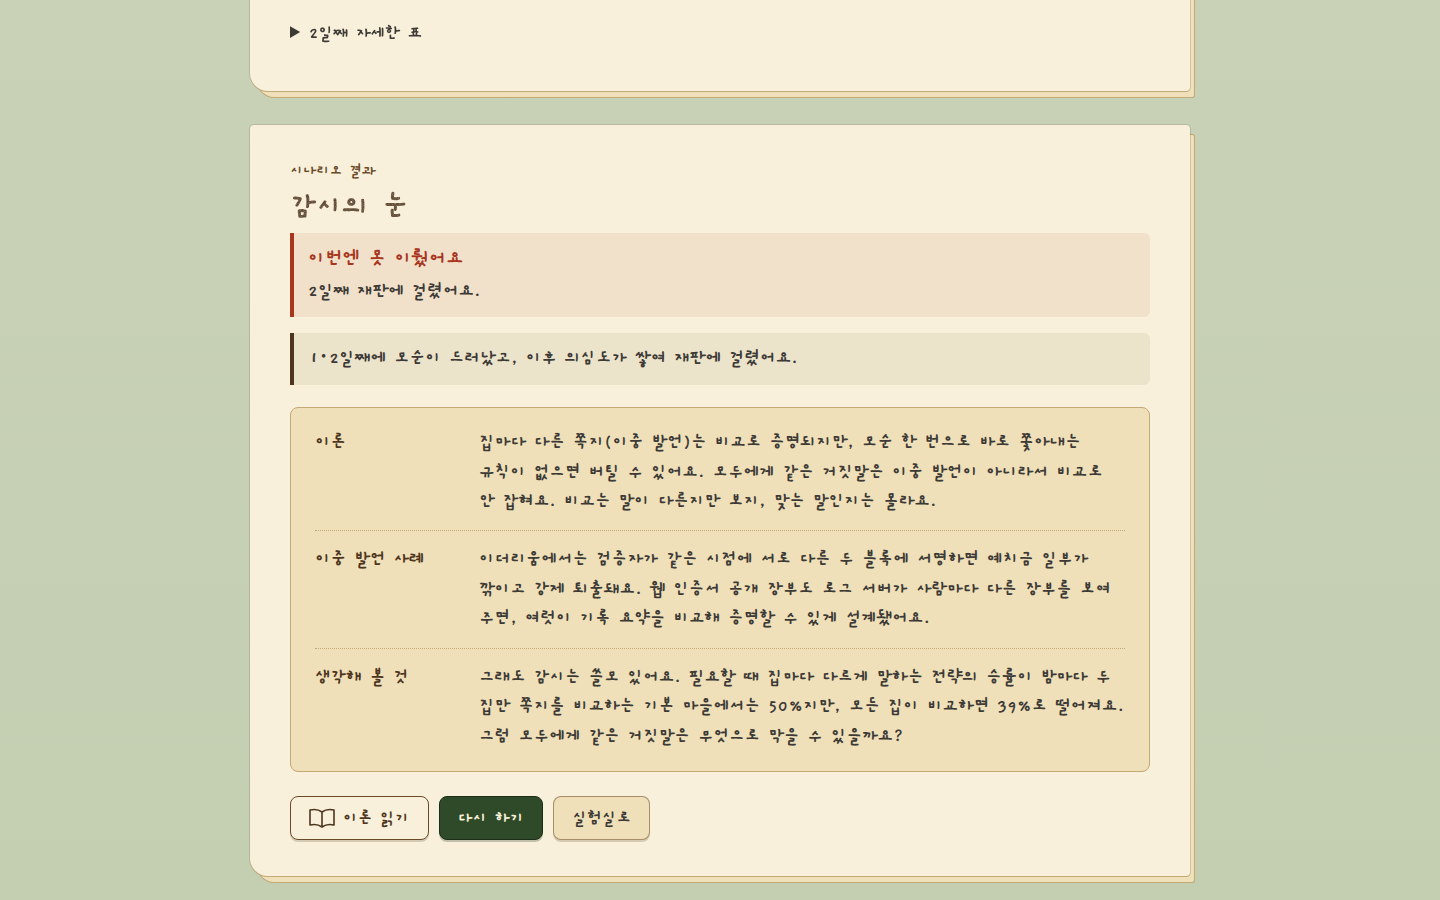 ▶ 2일째 자세한 표
시나리오 결과
감시의 눈
이번엔 못 이뤘어요
2일째 재판에 걸렸어요.
1·2일째에 모순이 드러났고, 이후 의심도가 쌓여 재판에 걸렸어요.
이론
집마다 다른 쪽지(이중 발언)는 비교로 증명되지만, 모순 한 번으로 바로 쫓아내는
규칙이 없으면 버틸 수 있어요. 모두에게 같은 거짓말은 이중 발언이 아니라서 비교로
안 잡혀요. 비교는 말이 다른지만 보지, 맞는 말인지는 몰라요.
이중 발언 사례
이더리움에서는 검증자가 같은 시점에 서로 다른 두 블록에 서명하면 예치금 일부가
깎이고 강제 퇴출돼요. 웹 인증서 공개 장부도 로그 서버가 사람마다 다른 장부를 보여
주면, 여럿이 기록 요약을 비교해 증명할 수 있게 설계됐어요.
생각해 볼 것
그래도 감시는 쓸모 있어요. 필요할 때 집마다 다르게 말하는 전략의 승률이 밤마다 두
집만 쪽지를 비교하는 기본 마을에서는 50%지만, 모든 집이 비교하면 39%로 떨어져요.
그럼 모두에게 같은 거짓말은 무엇으로 막을 수 있을까요?
이론 읽기
다시 하기
실험실로